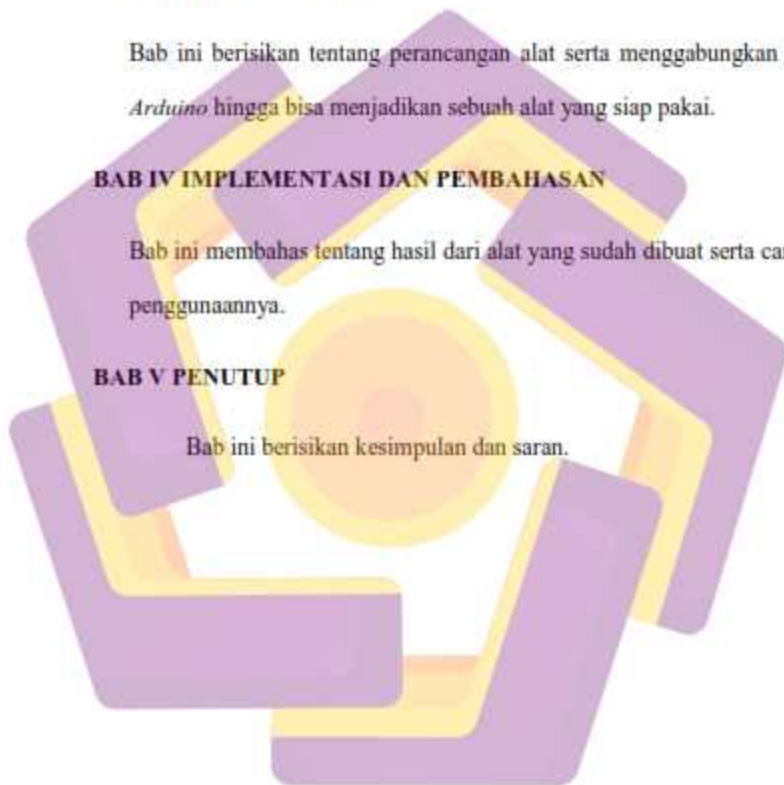 Bab ini berisikan tentang perancangan alat serta menggabungkan
Arduino hingga bisa menjadikan sebuah alat yang siap pakai.
BAB IV IMPLEMENTASI DAN PEMBAHASAN
Bab ini membahas tentang hasil dari alat yang sudah dibuat serta
penggunaannya.
BAB V PENUTUP
Bab ini berisikan kesimpulan dan saran.